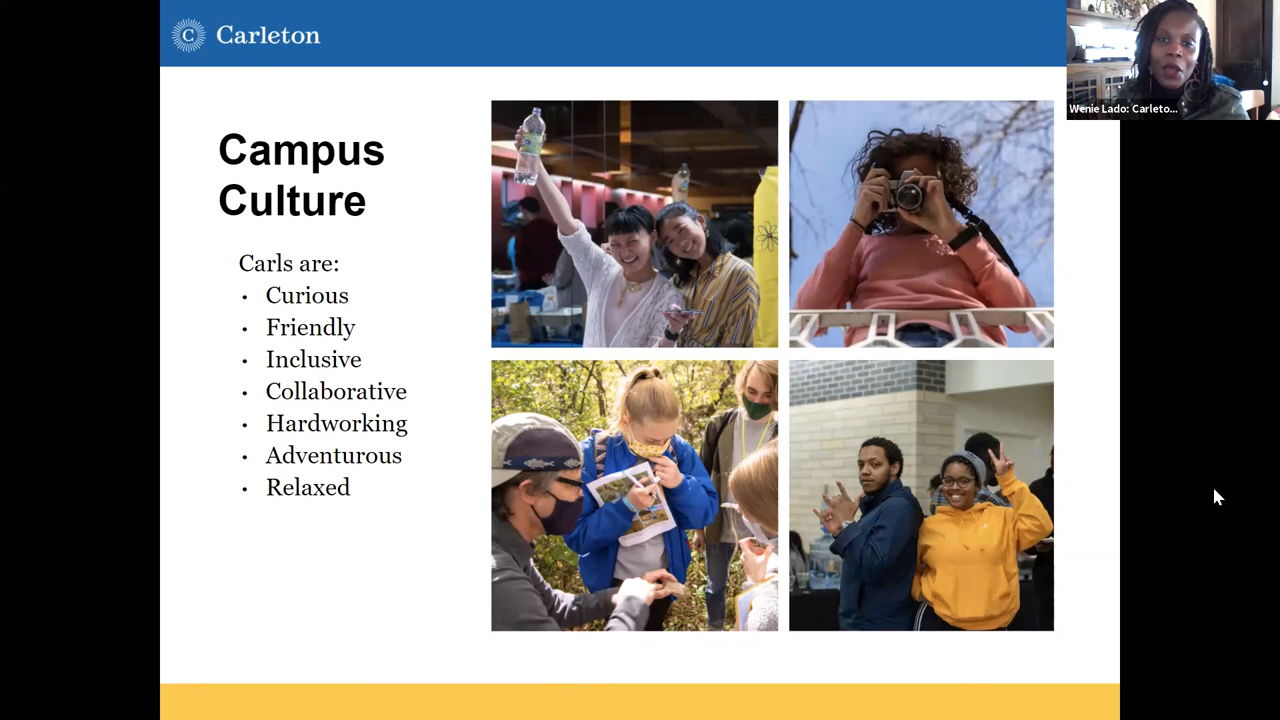 C Carleton
Wenie Lado: Carleto...
Campus
Culture
Carls are:
• Curious
• Friendly
• Inclusive
• Collaborative
• Hardworking
• Adventurous
• Relaxed